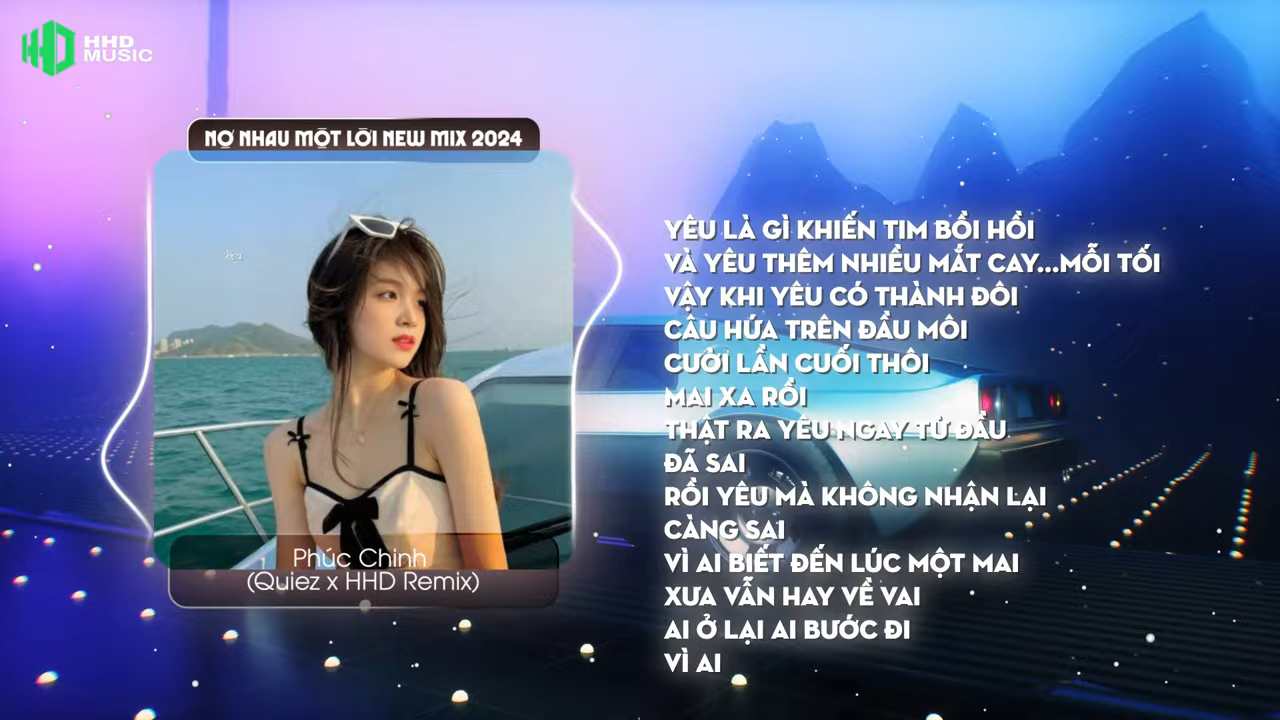 HHD
MUSIC
NỢ NHAU MỘT LỜI NEW MIX 2024
Phúc Chinh
(Quiez x HHD Remix)
YÊU LÀ GÌ KHIẾN TIM BỒI HỒI
VÀ YÊU THÊM NHIỀU MẮT CAY...MỖI TỐI
VẬY KHI YÊU CÓ THÀNH ĐÔI
CÂU HỨA TRÊN ĐẦU MÔI
CƯỜI LẦN CUỐI THÔI
MAI XA RỒI
THẬT RA YÊU NGAY TỪ ĐẦU
ĐÃ SAI
RỒI YÊU MÀ KHÔNG NHẬN LẠI
CÀNG SAI
VÌ AI BIẾT ĐẾN LÚC MỘT MAI
XƯA VẪN HAY VỀ VAI
AI Ở LẠI AI BƯỚC ĐI
VÌ AI